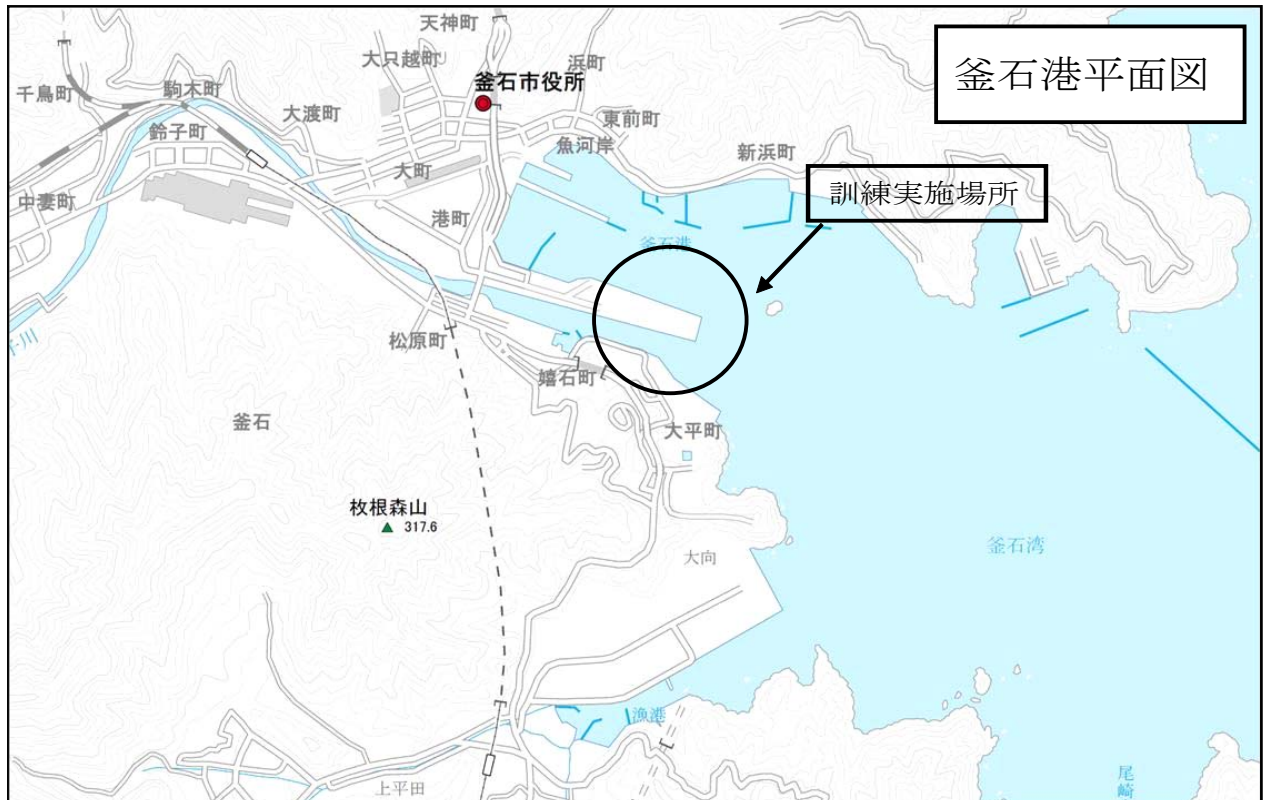 釜石港平面図
天神町
大只越町
浜町
釜石市役所
千鳥町
駒木町
大渡町
東前町
鈴子町
魚河岸
新浜町
大町
訓練実施場所
中妻町
港町
釜石港
松原町
嬉石町
釜石
大平町
枚根森山
317.6
釜石湾
大向
漁港
上平田
尾崎